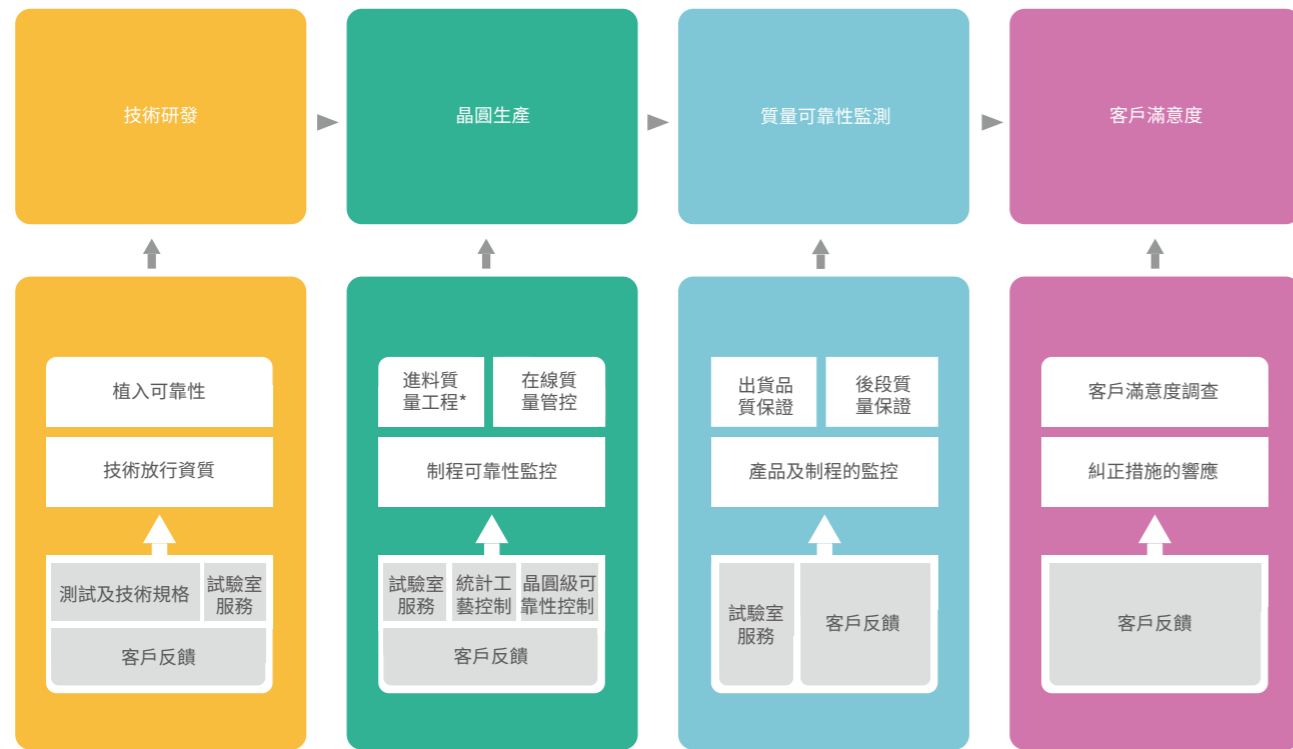 技術研發
晶圓生產
質量可靠性監測
客戶滿意度
植入可靠性
技術放行資質
測試及技術規格
試驗室
服務
客戶反饋
進料質
量工程*
在線質
量管控
制程可靠性監控
試驗室
服務
統計工
藝控制
晶圓級可
靠性控制
客戶反饋
出貨品
質保證
後段質
量保證
產品及制程的監控
試驗室
服務
客戶反饋
客戶滿意度調查
糾正措施的響應
客戶反饋